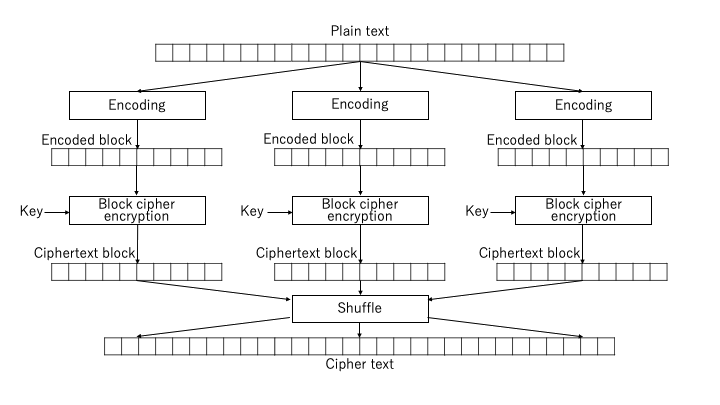 Plain text
Encoding
Encoding
Encoding
Encoded block
Encoded block
Encoded block
Key
Block cipher
encryption
Key
Block cipher
encryption
Key
Block cipher
encryption
Ciphertext block
Ciphertext block
Ciphertext block
Shuffle
Cipher text